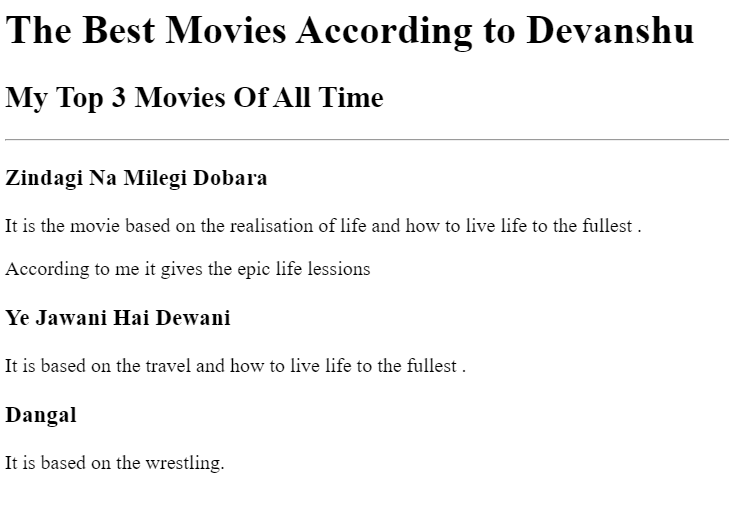 The Best Movies According to Devanshu
My Top 3 Movies Of All Time
Zindagi Na Milegi Dobara
It is the movie based on the realisation of life and how to live life to the fullest .
According to me it gives the epic life lessions
Ye Jawani Hai Dewani
It is based on the travel and how to live life to the fullest .
Dangal
It is based on the wrestling.